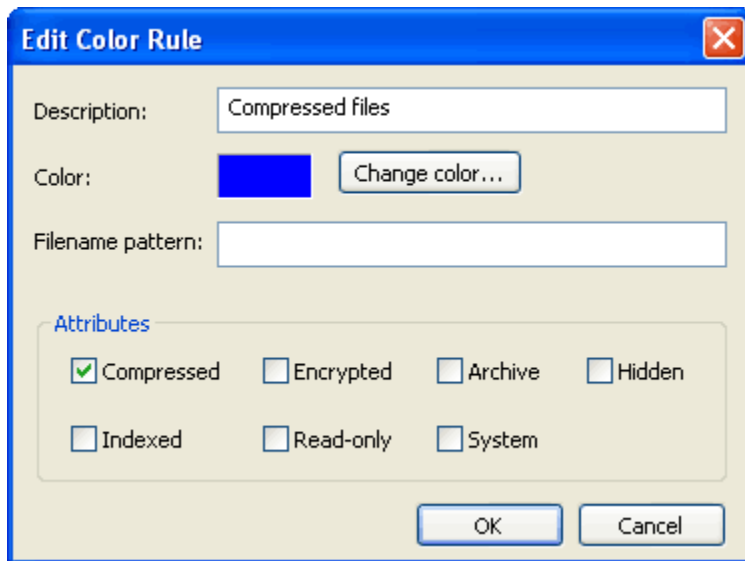 Edit Color Rule
Description: Compressed files
Color: Change color...
Filename pattern:
Attributes
Compressed Encrypted Archive Hidden
Indexed Read-only System
OK Cancel